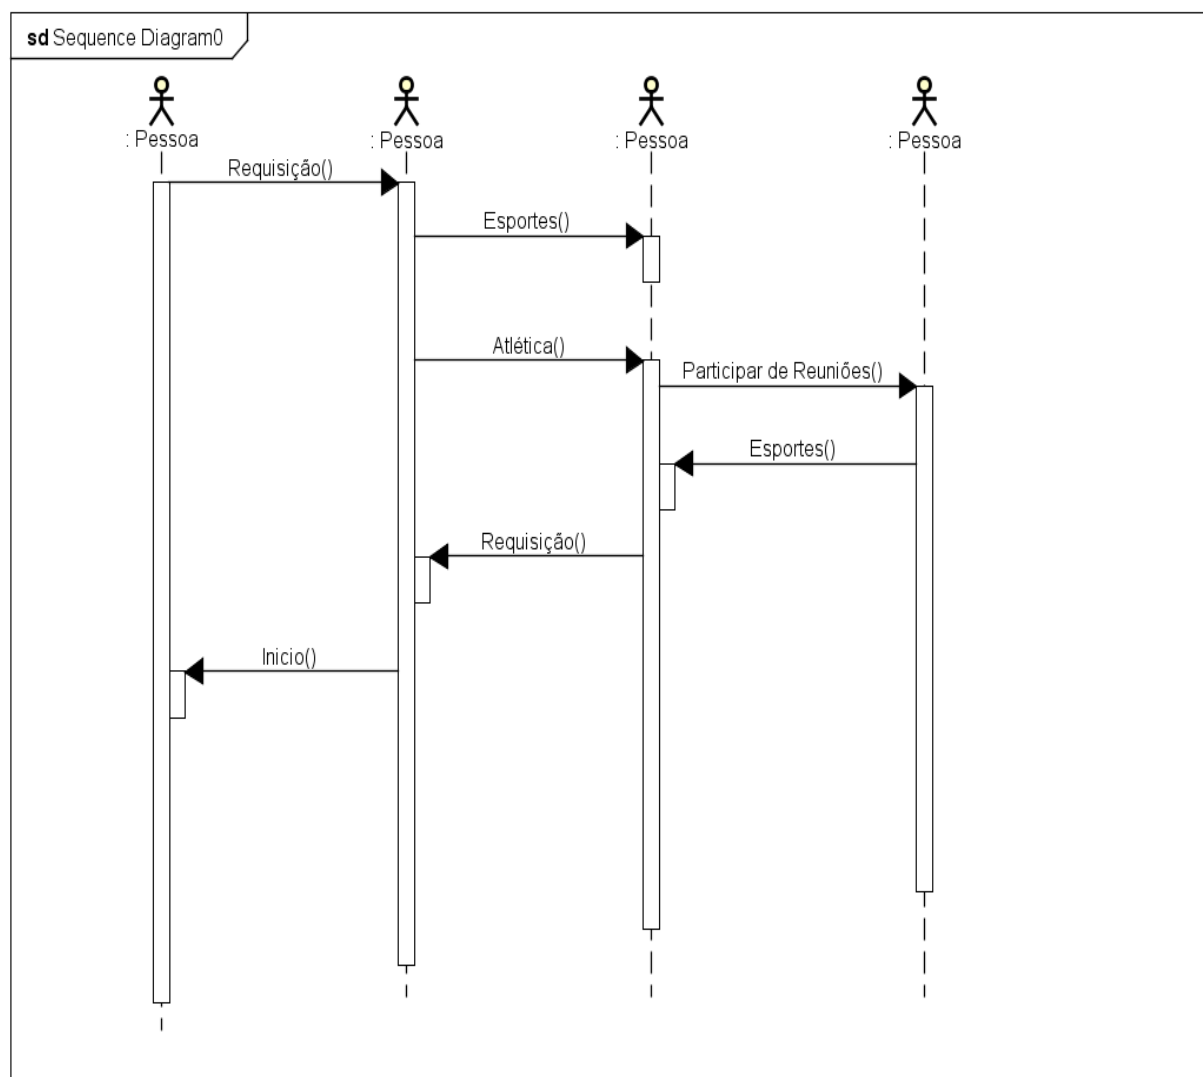 sd Sequence Diagram0
: Pessoa
: Pessoa
: Pessoa
: Pessoa
Requisição()
Esportes()
Atlética()
Participar de Reuniões()
Esportes()
Requisição()
Inicio()